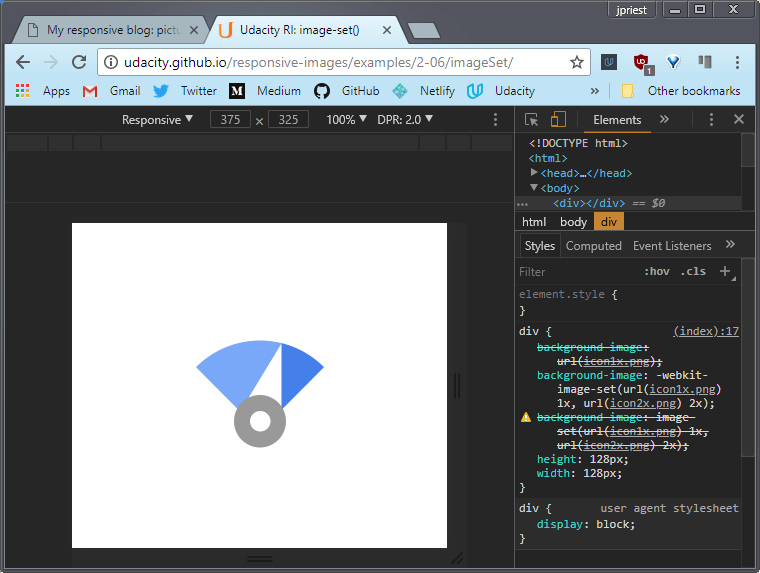 jpriest
My responsive blog: pictu
Udacity RI: image-set()
udacity.github.io/responsive-images/examples/2-06/imageSet/
1
Apps Gmail Twitter Medium GitHub Netlify Udacity » Other bookmarks
Responsive 375 × 325 100% DPR: 2.0
Elements »
<!DOCTYPE html>
<html>
<head>…</head>
<body>
... <div></div> == $0
html body div
Styles Computed Event Listeners »
Filter :hov .cls +
element.style {
}
div { (index):17
background-image:
url(icon1x.png);
background-image: -webkit-
image-set(url(icon1x.png)
1x, url(icon2x.png) 2x);
background-image: image-
set(url(icon1x.png) 1x,
url(icon2x.png) 2x);
height: 128px;
width: 128px;
}
div { user agent stylesheet
display: block;
}